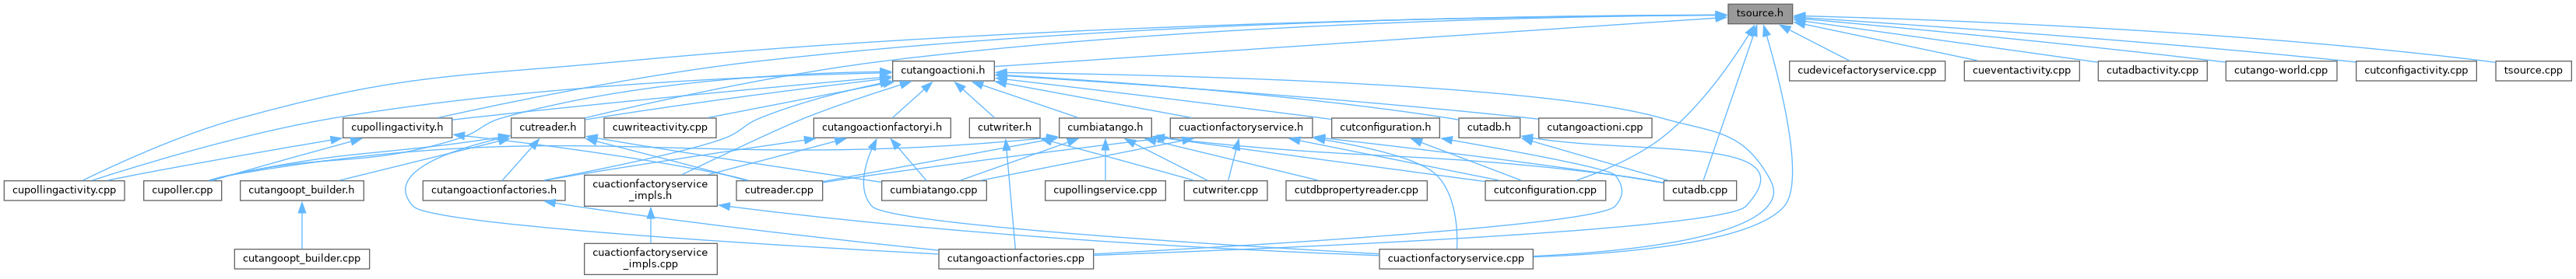 tsource.h
cutangoactioni.h
cudevicefactoryservice.cpp
cueventactivity.cpp
cutadbactivity.cpp
cutango-world.cpp
cutconfigactivity.cpp
tsource.cpp
cupollingactivity.h
cutreader.h
cuwriteactivity.cpp
cutangoactionfactoryi.h
cutwriter.h
cumbiatango.h
cuactionfactoryservice.h
cutconfiguration.h
cutadb.h
cutangoactioni.cpp
cupollingactivity.cpp
cupoller.cpp
cutangoopt_builder.h
cutangoactionfactories.h
cuactionfactoryservice
_impls.h
cutreader.cpp
cumbiatango.cpp
cupollingservice.cpp
cutwriter.cpp
cutdbpropertyreader.cpp
cutconfiguration.cpp
cutadb.cpp
cutangoopt_builder.cpp
cuactionfactoryservice
_impls.cpp
cutangoactionfactories.cpp
cuactionfactoryservice.cpp